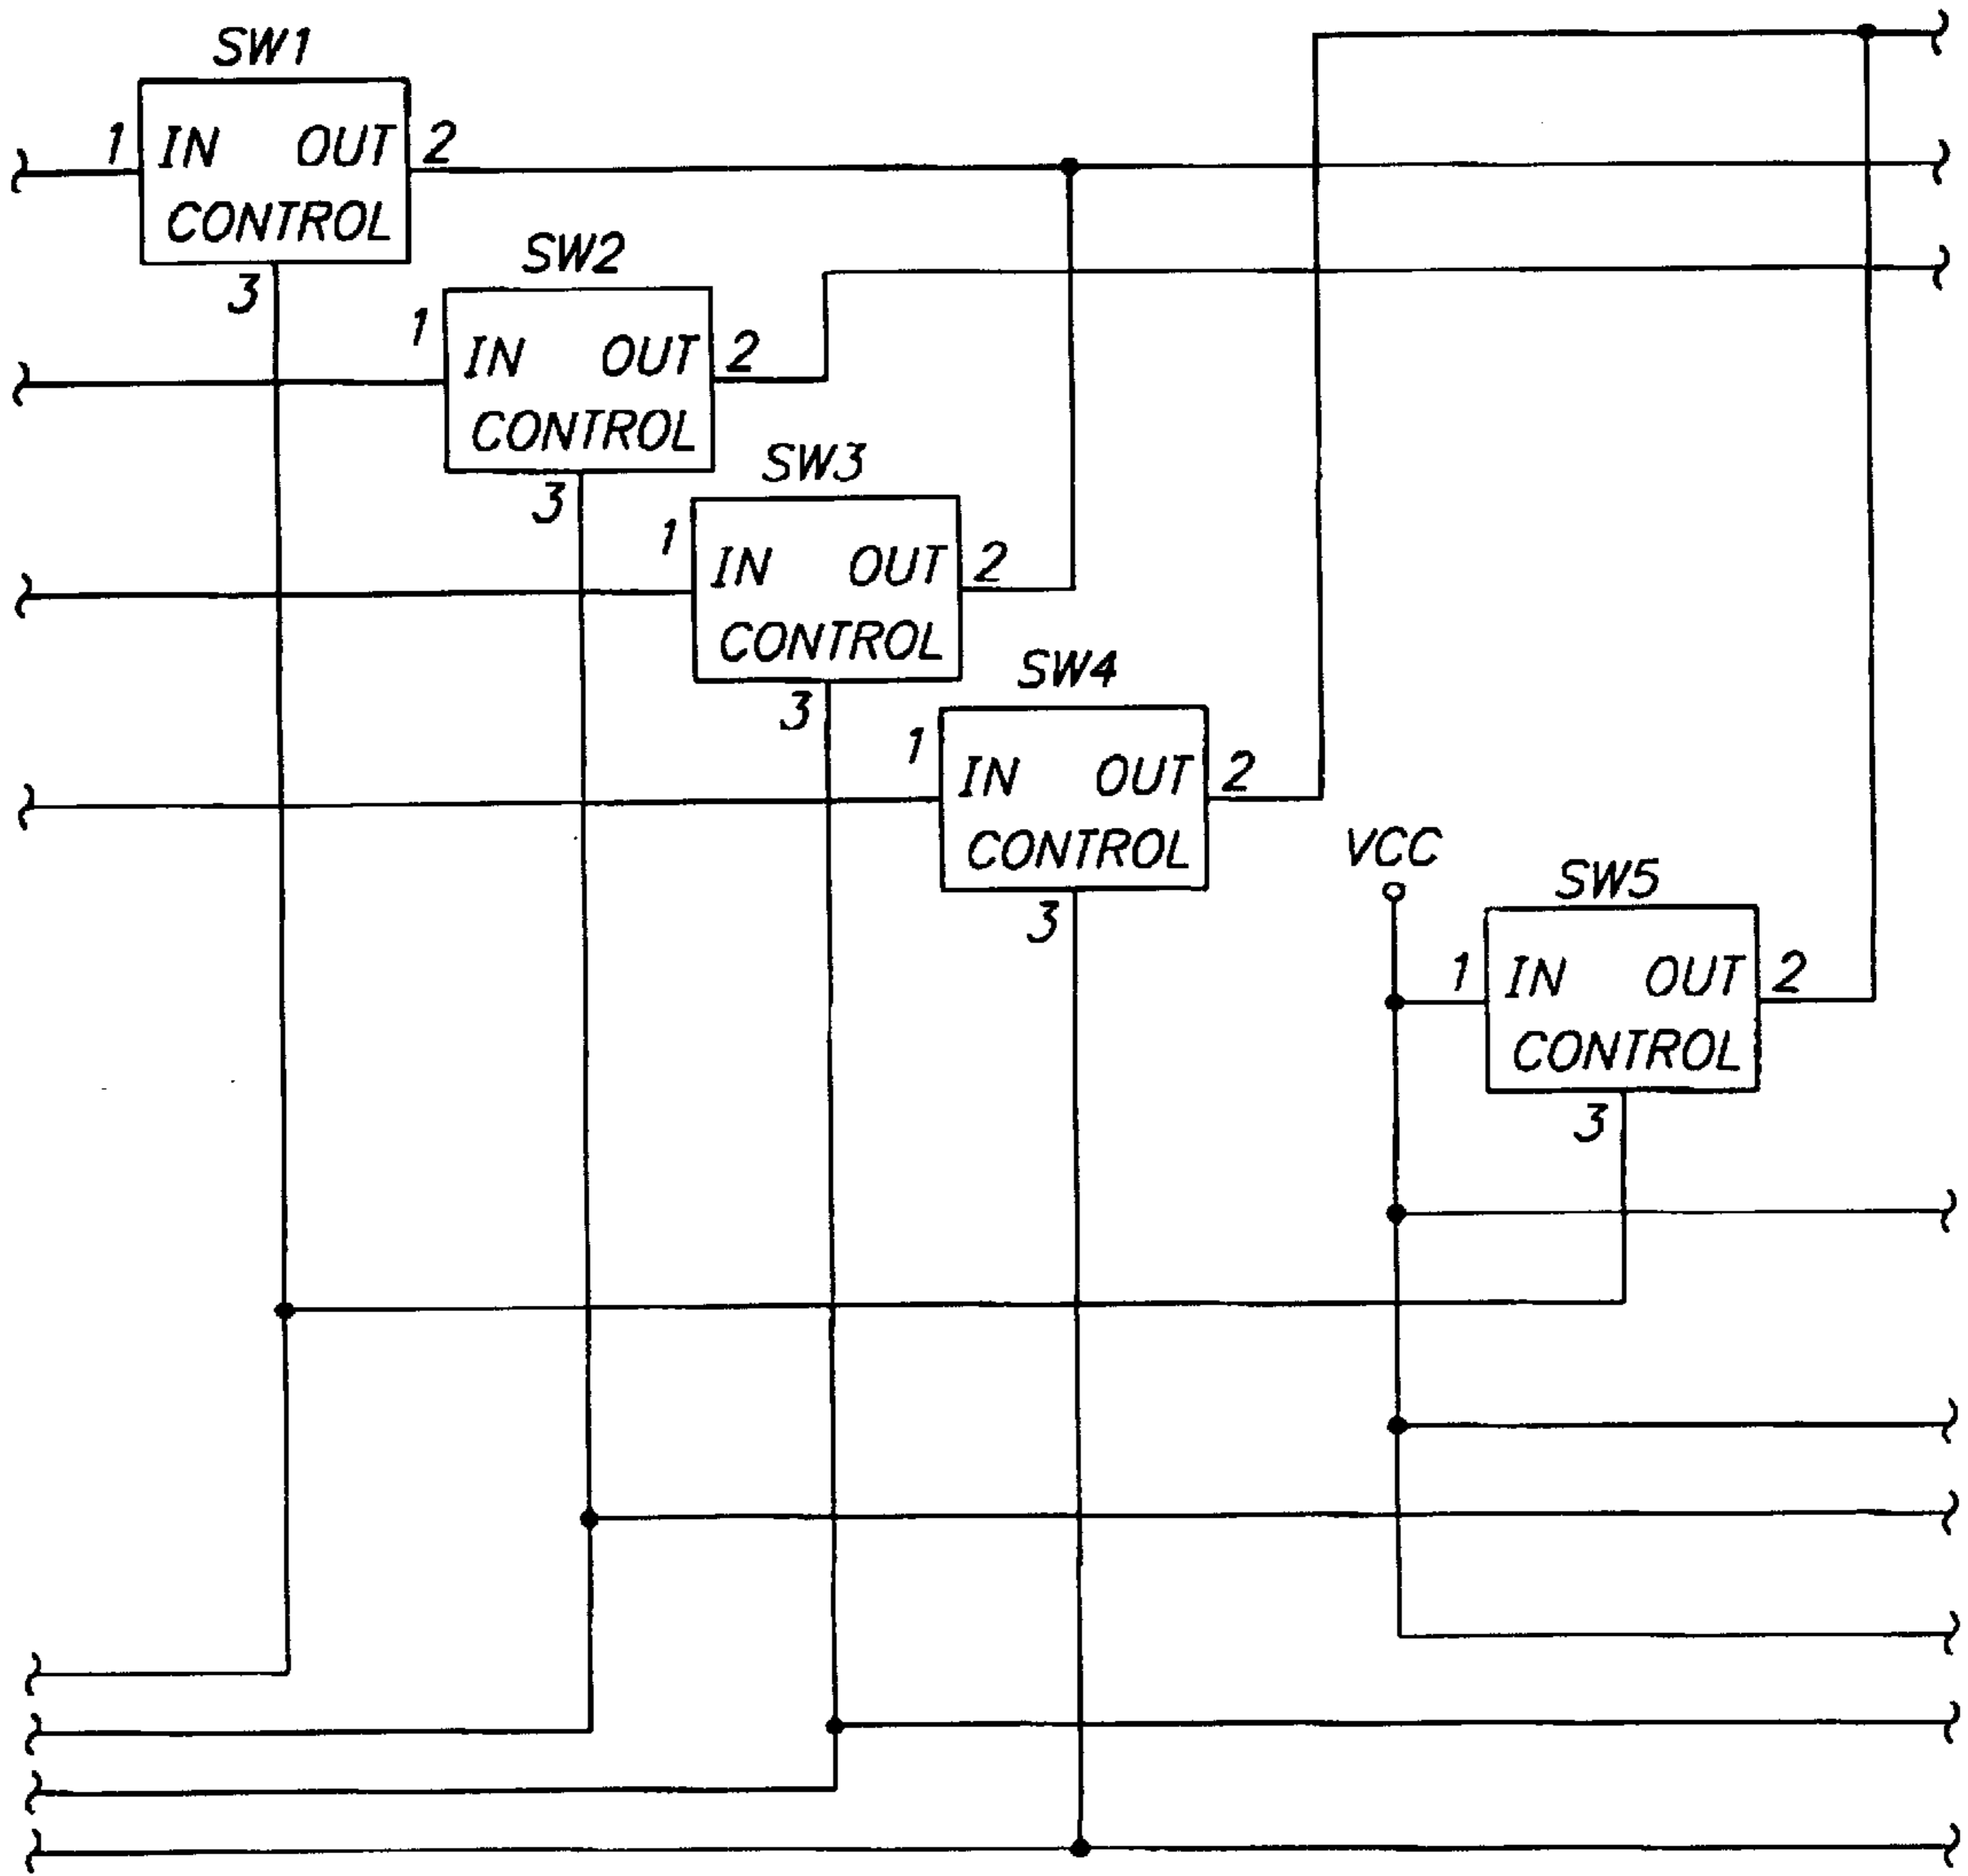 SW1
1 IN OUT 2
CONTROL
3
SW2
1 IN OUT 2
CONTROL
3
SW3
1 IN OUT 2
CONTROL
3
SW4
1 IN OUT 2
CONTROL
3
VCC
SW5
1 IN OUT 2
CONTROL
3